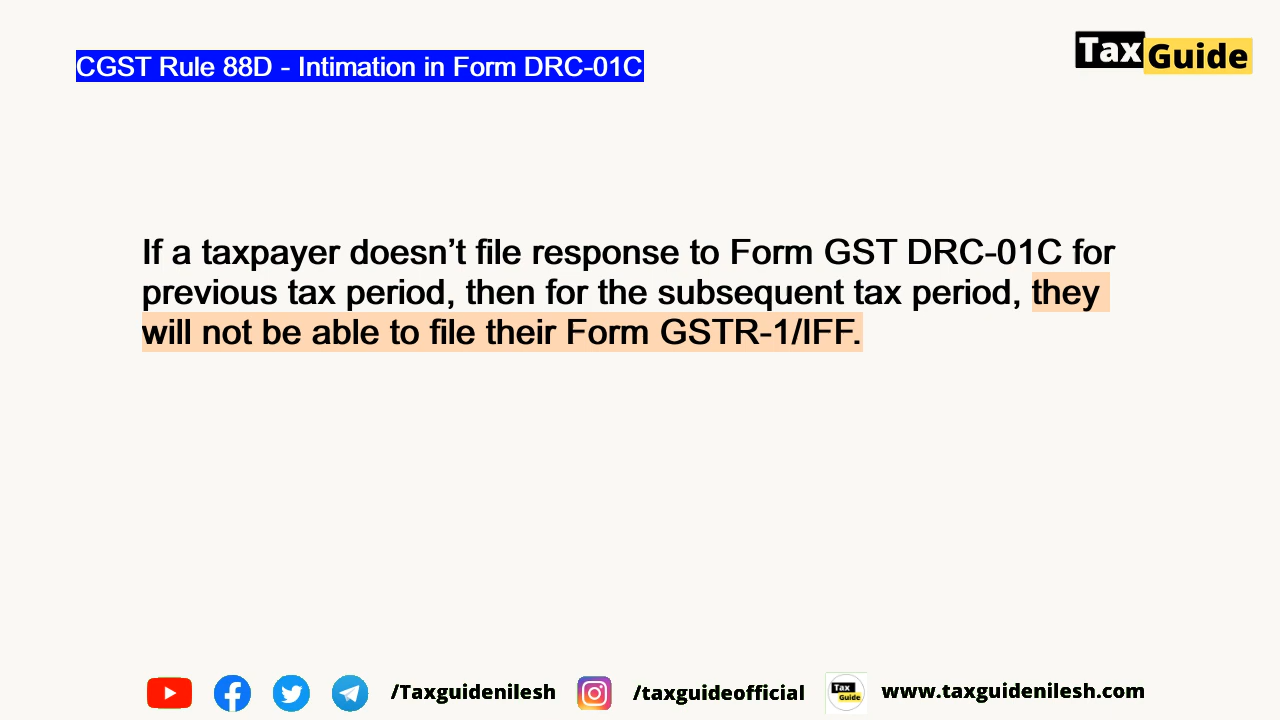 CGST Rule 88D - Intimation in Form DRC-01C
Tax Guide
If a taxpayer doesn’t file response to Form GST DRC-01C for
previous tax period, then for the subsequent tax period, they
will not be able to file their Form GSTR-1/IFF.
/Taxguidenilesh
/taxguideofficial
Tax
Guide
www.taxguidenilesh.com